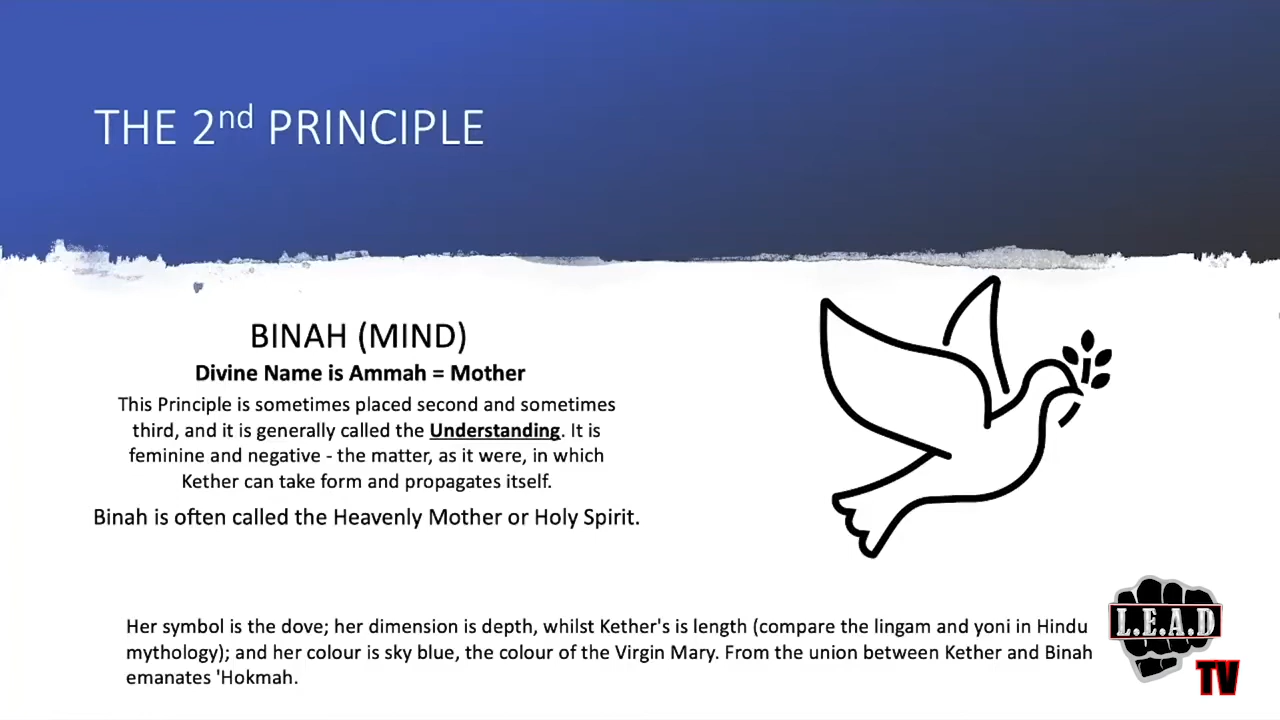 THE 2nd PRINCIPLE
BINAH (MIND)
Divine Name is Ammah = Mother
This Principle is sometimes placed second and sometimes
third, and it is generally called the Understanding. It is
feminine and negative - the matter, as it were, in which
Kether can take form and propagates itself.
Binah is often called the Heavenly Mother or Holy Spirit.
Her symbol is the dove; her dimension is depth, whilst Kether's is length (compare the lingam and yoni in Hindu
mythology); and her colour is sky blue, the colour of the Virgin Mary. From the union between Kether and Binah
emanates 'Hokmah.
L.E.A.D
TV